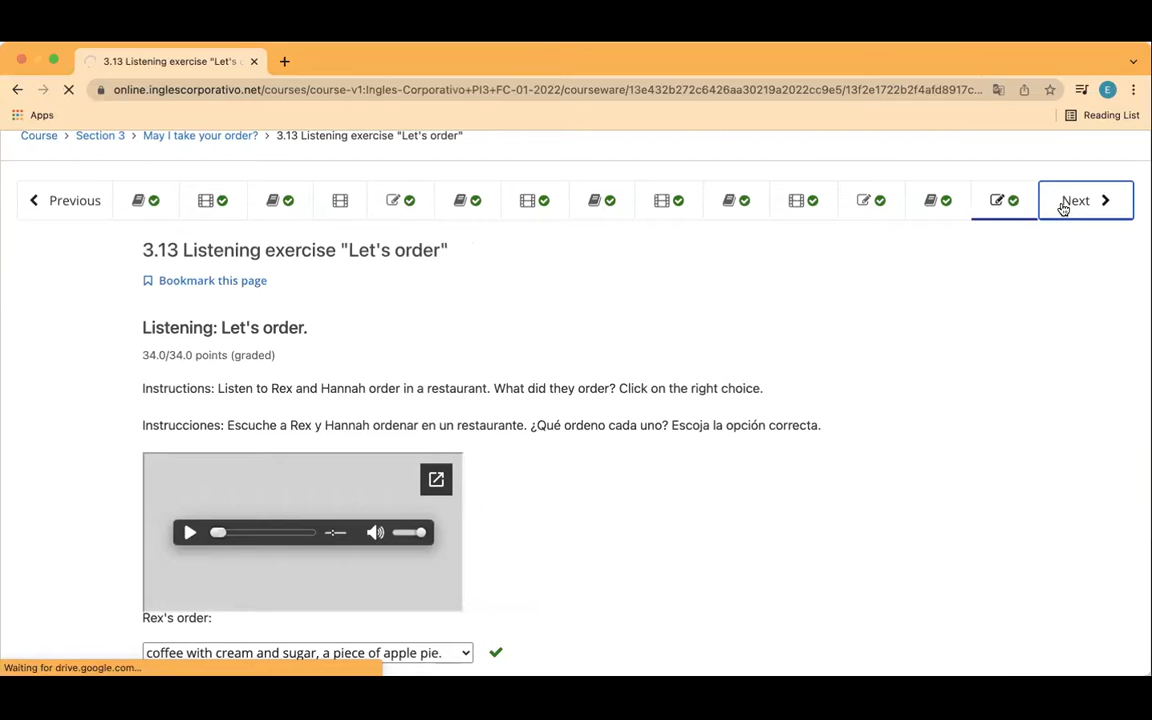 3.13 Listening exercise "Let's
online.inglescorporativo.net/courses/course-v1:Ingles-Corporativo+PI3+FC-01-2022/courseware/13e432b272c6426aa30219a2022cc9e5/13f2e1722b2f4afd8917c...
E
Apps
Reading List
Course > Section 3 > May I take your order? > 3.13 Listening exercise "Let's order"
Previous
Next
3.13 Listening exercise "Let's order"
Bookmark this page
Listening: Let's order.
34.0/34.0 points (graded)
Instructions: Listen to Rex and Hannah order in a restaurant. What did they order? Click on the right choice.
Instrucciones: Escuche a Rex y Hannah ordenar en un restaurante. ¿Qué ordeno cada uno? Escoja la opción correcta.
-:--
Rex's order:
coffee with cream and sugar, a piece of apple pie.
Waiting for drive.google.com...